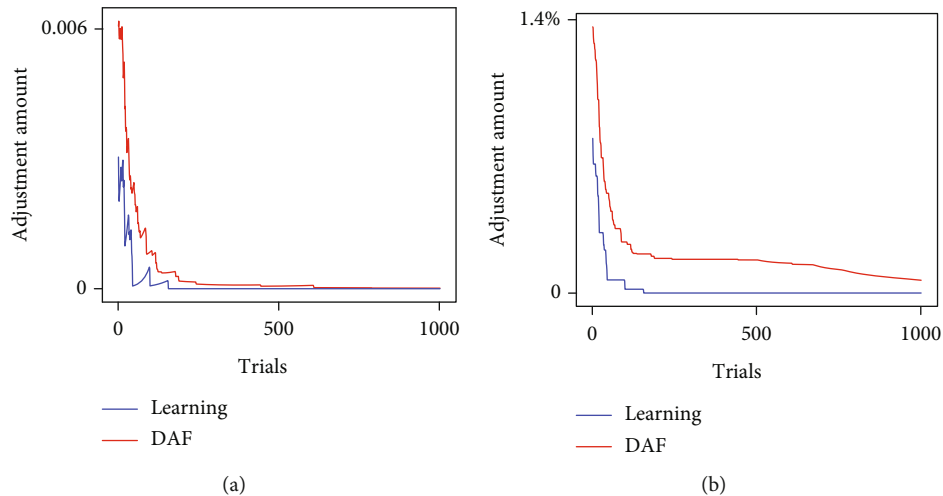 0.006
Adjustment amount
0
0
500
1000
Trials
Learning
DAF
(a)
1.4%
Adjustment amount
0
0
500
1000
Trials
Learning
DAF
(b)